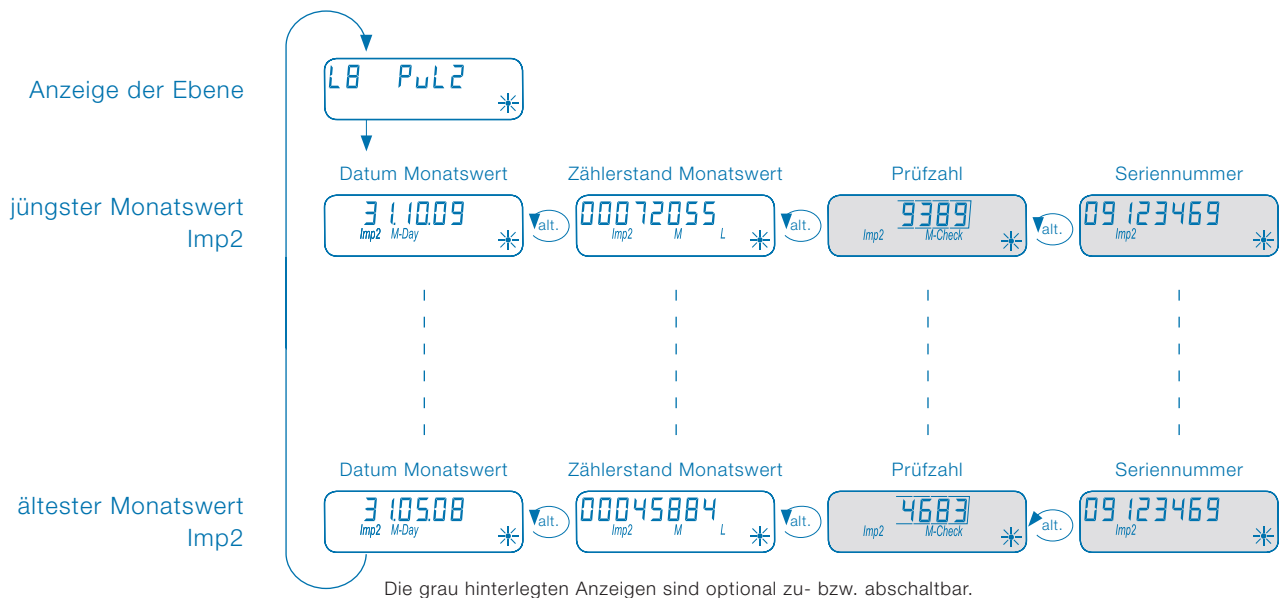 Anzeige der Ebene
L8 PuL2
jüngster Monatswert
Imp2
Datum Monatswert
31.10.09
Imp2 M-Day
alt.
Zählerstand Monatswert
00072055
Imp2 M L
alt.
Prüfzahl
9389
Imp2 M-Check
alt.
Seriennummer
09123469
Imp2
ältester Monatswert
Imp2
Datum Monatswert
31.05.08
Imp2 M-Day
alt.
Zählerstand Monatswert
00045884
Imp2 M L
alt.
Prüfzahl
4683
Imp2 M-Check
alt.
Seriennummer
09123469
Imp2
Die grau hinterlegten Anzeigen sind optional zu- bzw. abschaltbar.